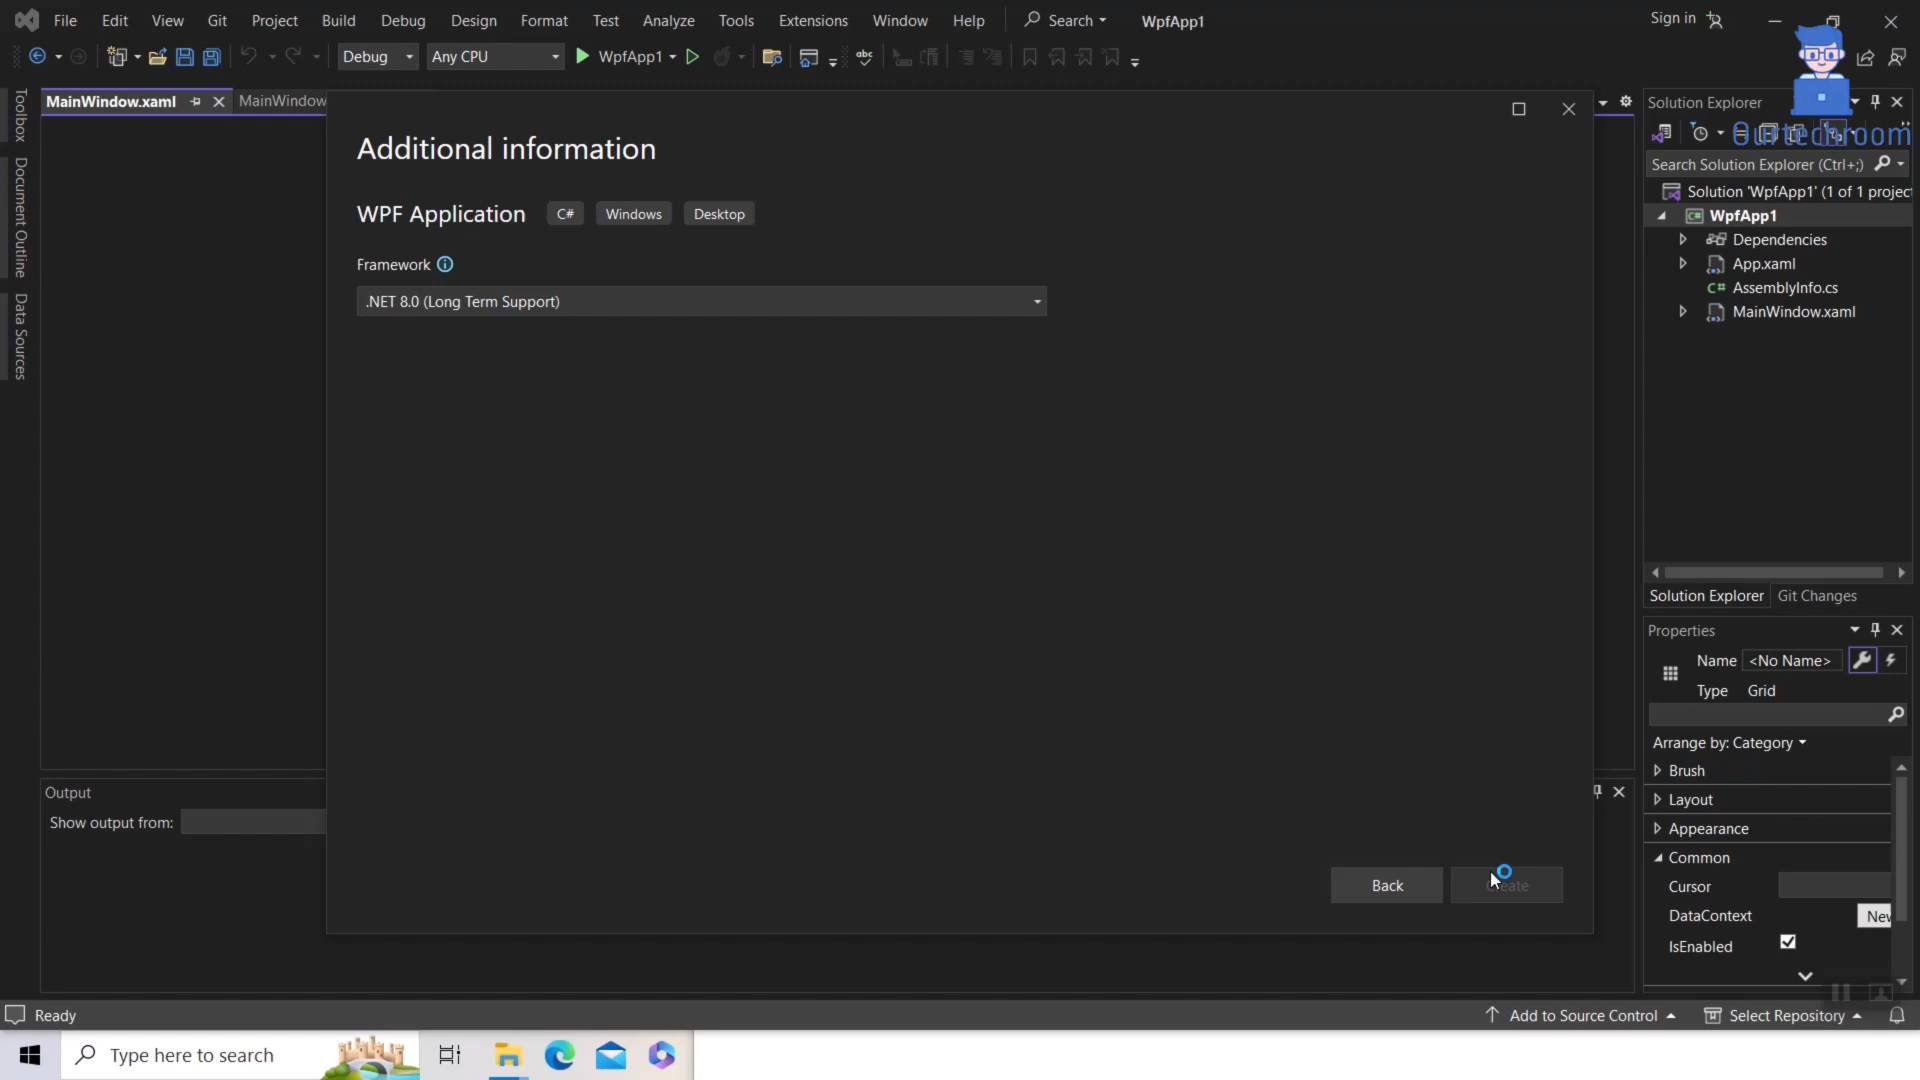 File Edit View Git Project Build Debug Design Format Test Analyze Tools Extensions Window Help Search WpfApp1 Sign in
Debug Any CPU WpfApp1 abc
Ourtechroom
Toolbox
Document Outline
Data Sources
MainWindow.xaml MainWindow
Additional information
WPF Application C# Windows Desktop
Framework
.NET 8.0 (Long Term Support)
Back
Solution Explorer
Search Solution Explorer (Ctrl+;)
Solution 'WpfApp1' (1 of 1 projec
C# WpfApp1
Dependencies
App.xaml
C# AssemblyInfo.cs
MainWindow.xaml
Solution Explorer Git Changes
Properties
Name <No Name>
Type Grid
Arrange by: Category
Brush
Layout
Appearance
Common
Cursor
DataContext New
IsEnabled
Output
Show output from:
Ready Add to Source Control Select Repository
Type here to search